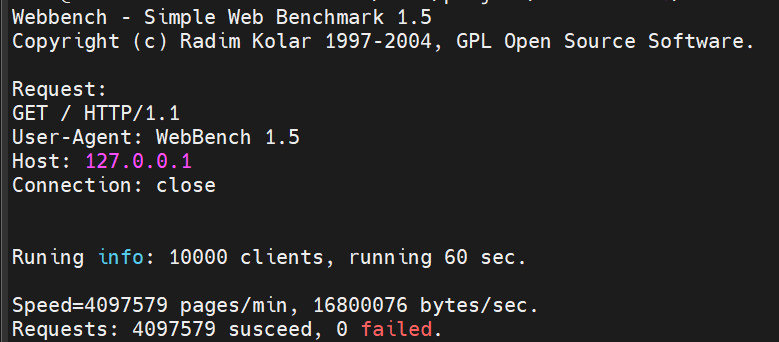 Webbench - Simple Web Benchmark 1.5
Copyright (c) Radim Kolar 1997-2004, GPL Open Source Software.
Request:
GET / HTTP/1.1
User-Agent: WebBench 1.5
Host: 127.0.0.1
Connection: close
Runing info: 10000 clients, running 60 sec.
Speed=4097579 pages/min, 16800076 bytes/sec.
Requests: 4097579 susceed, 0 failed.